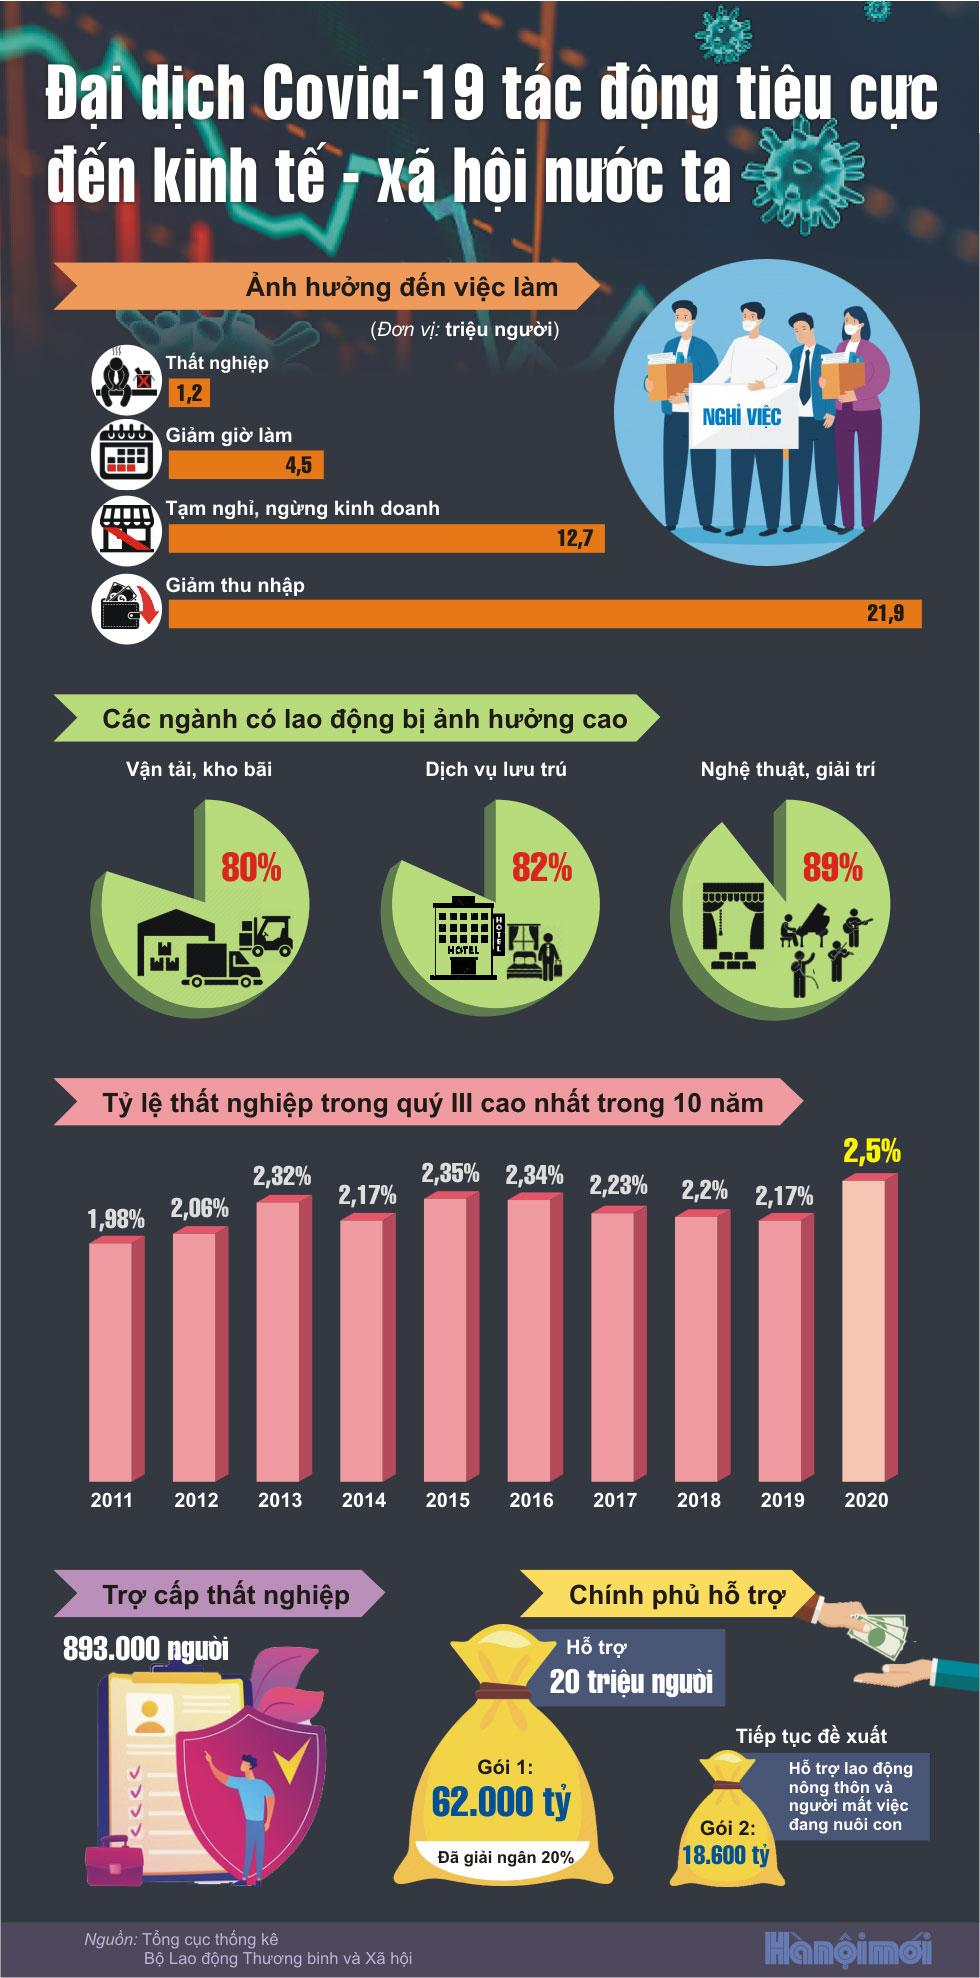 Đại dịch Covid-19 tác động tiêu cực
đến kinh tế - xã hội nước ta
Ảnh hưởng đến việc làm
(Đơn vị: triệu người)
Thất nghiệp
1,2
Giảm giờ làm
4,5
Tạm nghỉ, ngừng kinh doanh
12,7
Giảm thu nhập
21,9
NGHỈ VIỆC
Các ngành có lao động bị ảnh hưởng cao
Vận tải, kho bãi
80%
Dịch vụ lưu trú
82%
HOTEL
HOTEL
Nghệ thuật, giải trí
89%
Tỷ lệ thất nghiệp trong quý III cao nhất trong 10 năm
1,98% 2,06% 2,32% 2,17% 2,35% 2,34% 2,23% 2,2% 2,17% 2,5%
2011 2012 2013 2014 2015 2016 2017 2018 2019 2020
Trợ cấp thất nghiệp
893.000 người
Chính phủ hỗ trợ
Hỗ trợ
20 triệu người
Gói 1:
62.000 tỷ
Đã giải ngân 20%
Tiếp tục đề xuất
Hỗ trợ lao động
nông thôn và
người mất việc
đang nuôi con
Gói 2:
18.600 tỷ
Nguồn: Tổng cục thống kê
Bộ Lao động Thương binh và Xã hội
Hànộimới